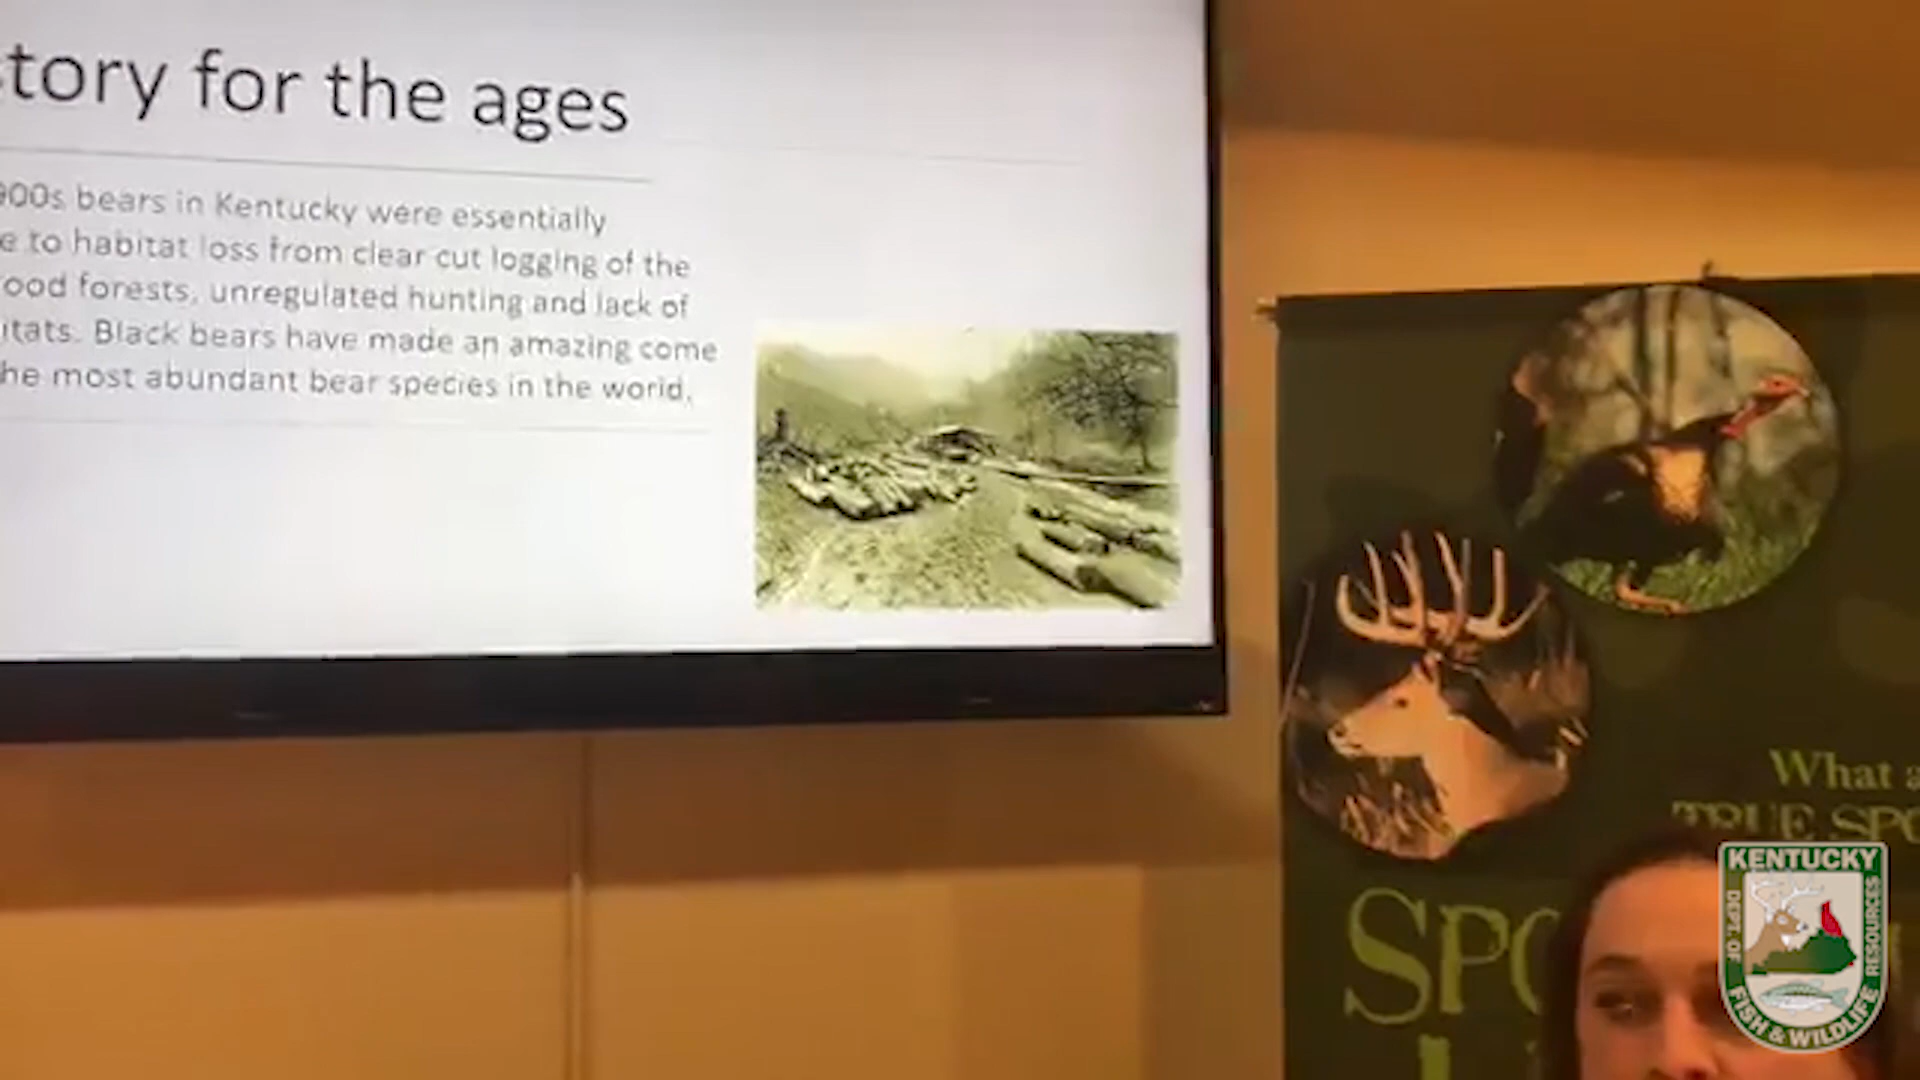 tory for the ages
900s bears in Kentucky were essentially
e to habitat loss from clear cut logging of the
ood forests, unregulated hunting and lack of
itats. Black bears have made an amazing come
he most abundant bear species in the world.
What a
TRUE SPO
SPO
KENTUCKY
DEPT. OF
FISH & WILDLIFE
RESOURCES